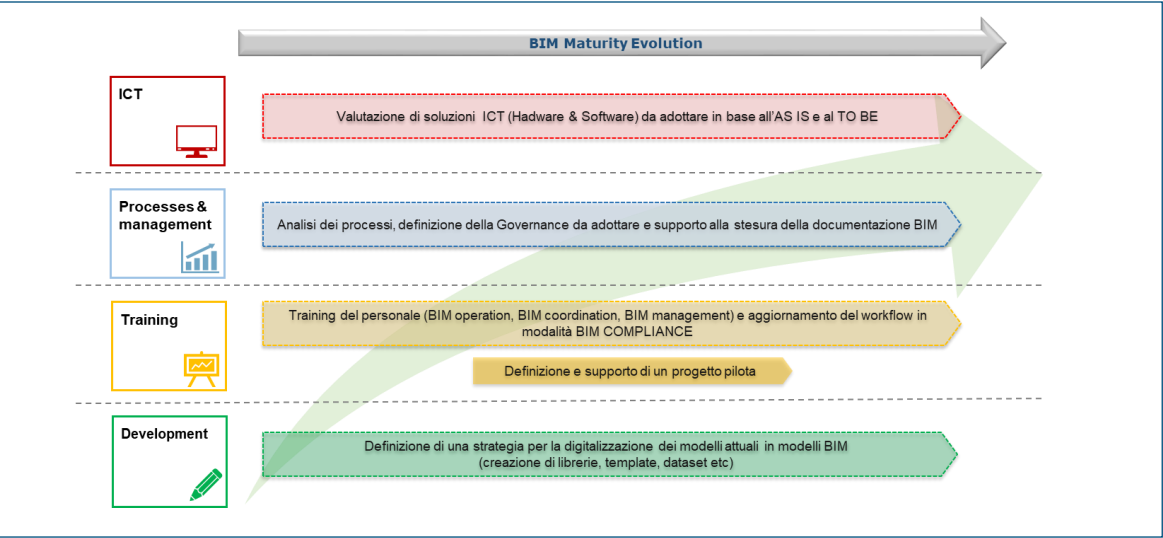 BIM Maturity Evolution
ICT
Valutazione di soluzioni ICT (Hadware & Software) da adottare in base all'AS IS e al TO BE
Processes &
management
Analisi dei processi, definizione della Governance da adottare e supporto alla stesura della documentazione BIM
Training
Training del personale (BIM operation, BIM coordination, BIM management) e aggiornamento del workflow in
modalità BIM COMPLIANCE
Definizione e supporto di un progetto pilota
Development
Definizione di una strategia per la digitalizzazione dei modelli attuali in modelli BIM
(creazione di librerie, template, dataset etc)